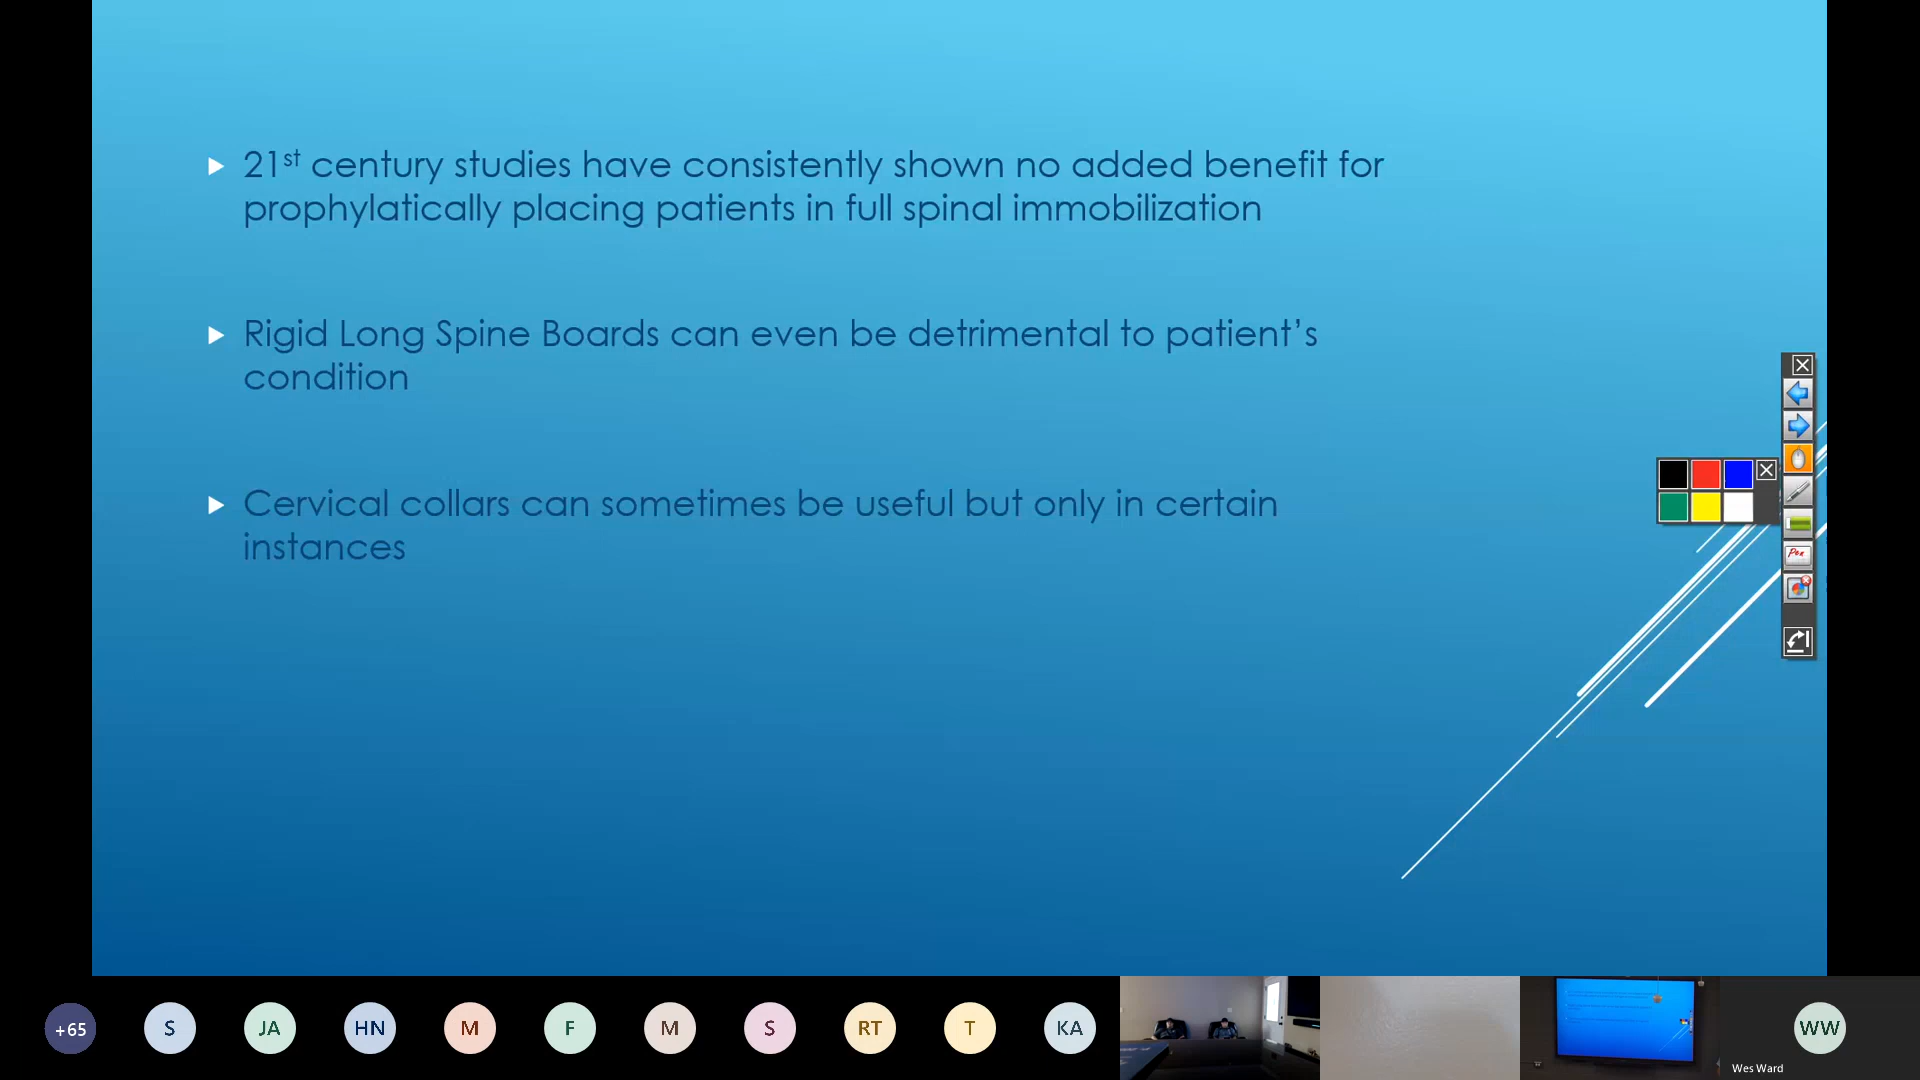 21st century studies have consistently shown no added benefit for
prophylatically placing patients in full spinal immobilization
Rigid Long Spine Boards can even be detrimental to patient’s
condition
Cervical collars can sometimes be useful but only in certain
instances
Pen
+65
S
JA
HN
M
F
M
S
RT
T
KA
WW
Wes Ward